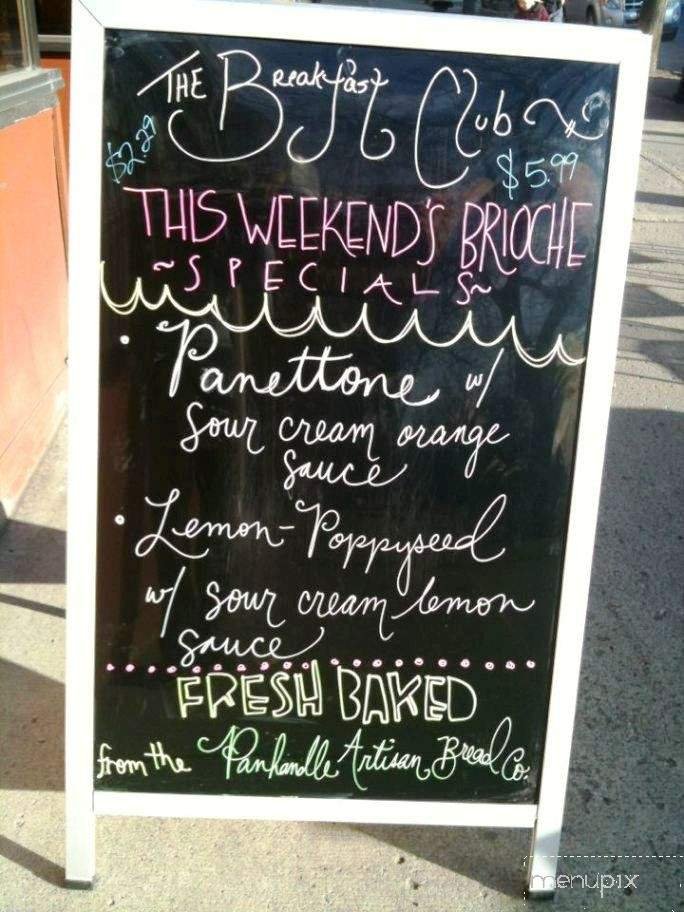 The Breakfast Club
$2.29
$5.99
THIS WEEKEND'S BRIOCHE
~SPECIALS~
• Panettone w/
sour cream orange
sauce
• Lemon-Poppyseed
w/ sour cream lemon
sauce
FRESH BAKED
from the Panhandle Artisan Bread Co.
menupix